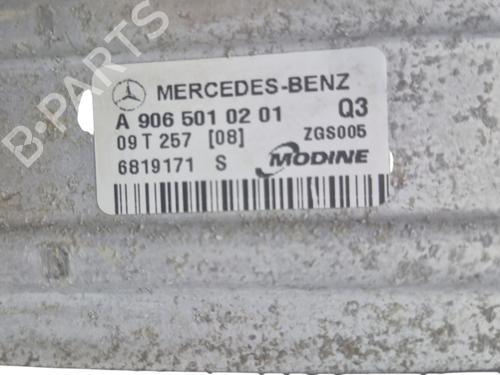 MERCEDES-BENZ
A 906 501 02 01 Q3
09 T 257 [08] ZGS005
6819171 S MODINE
B-PARTS